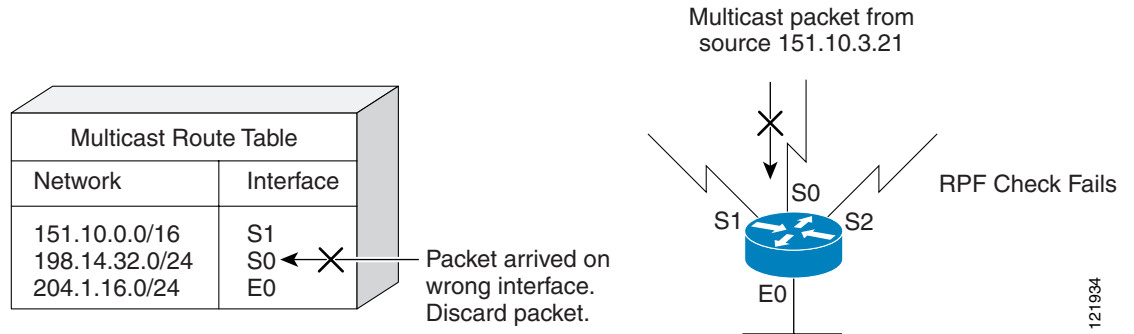 Multicast packet from
source 151.10.3.21
Multicast Route Table
Network Interface
151.10.0.0/16 S1
198.14.32.0/24 S0
204.1.16.0/24 E0
Packet arrived on
wrong interface.
Discard packet.
S0
S1
S2
E0
RPF Check Fails
121934